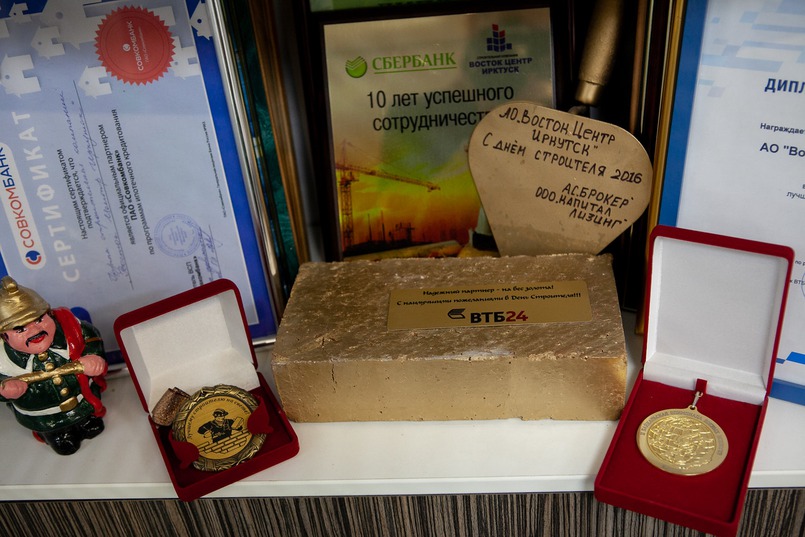 СОВКОМБАНК
СОВКОМБАНК
СЕРТИФИКАТ
Настоящим сертификатом
подтверждается, что
является официальным партнером
ПАО «Совкомбанк»
по программам ипотечного кредитования
СБЕРБАНК
ВОСТОК ЦЕНТР
ИРКУТСК
10 лет успешного
сотрудничеств
АО„ВОСТОК.ЦЕНТР
ИРКУТСК"
С ДНЁМ СТРОИТЕЛЯ 2016
„АС.БРОКЕР"
ООО„КАПИТАЛ
ЛИЗИНГ"
ДИПЛ
Награждае
АО "Во
лучш
Надежный партнер - на вес золота!
С наилучшими пожеланиями в День Строителя!!!
ВТБ24